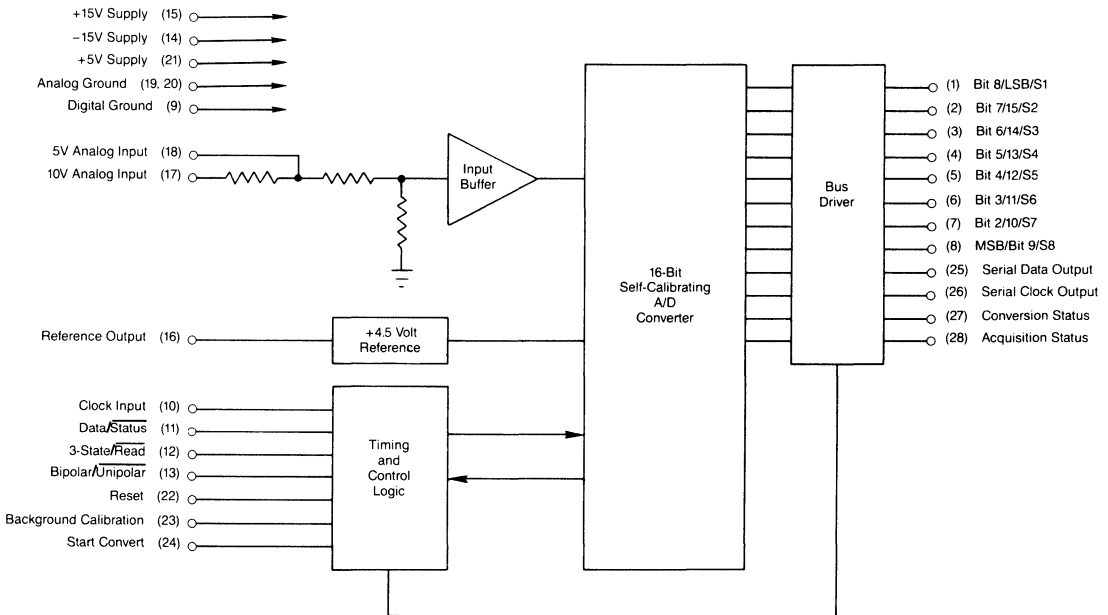 +15V Supply (15)
−15V Supply (14)
+5V Supply (21)
Analog Ground (19, 20)
Digital Ground (9)
5V Analog Input (18)
10V Analog Input (17)
Input
Buffer
16-Bit
Self-Calibrating
A/D
Converter
Bus
Driver
(1) Bit 8/LSB/S1
(2) Bit 7/15/S2
(3) Bit 6/14/S3
(4) Bit 5/13/S4
(5) Bit 4/12/S5
(6) Bit 3/11/S6
(7) Bit 2/10/S7
(8) MSB/Bit 9/S8
(25) Serial Data Output
(26) Serial Clock Output
(27) Conversion Status
(28) Acquisition Status
Reference Output (16)
+4.5 Volt
Reference
Clock Input (10)
Data/Status (11)
3-State/Read (12)
Bipolar/Unipolar (13)
Reset (22)
Background Calibration (23)
Start Convert (24)
Timing
and
Control
Logic